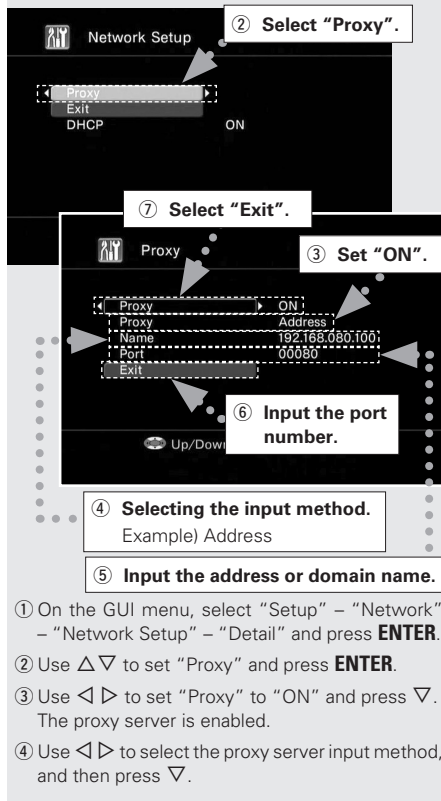 ② Select “Proxy”.
Network Setup
Proxy
Exit
DHCP ON
⑦ Select “Exit”.
Proxy
③ Set “ON”.
Proxy ON
Proxy Address
Name 192.168.080.100
Port 00080
Exit
⑥ Input the port
number.
Up/Down
④ Selecting the input method.
Example) Address
⑤ Input the address or domain name.
① On the GUI menu, select “Setup” – “Network”
– “Network Setup” – “Detail” and press ENTER.
② Use △▽ to set “Proxy” and press ENTER.
③ Use ◁ ▷ to set “Proxy” to “ON” and press ▽.
The proxy server is enabled.
④ Use ◁ ▷ to select the proxy server input method,
and then press ▽.